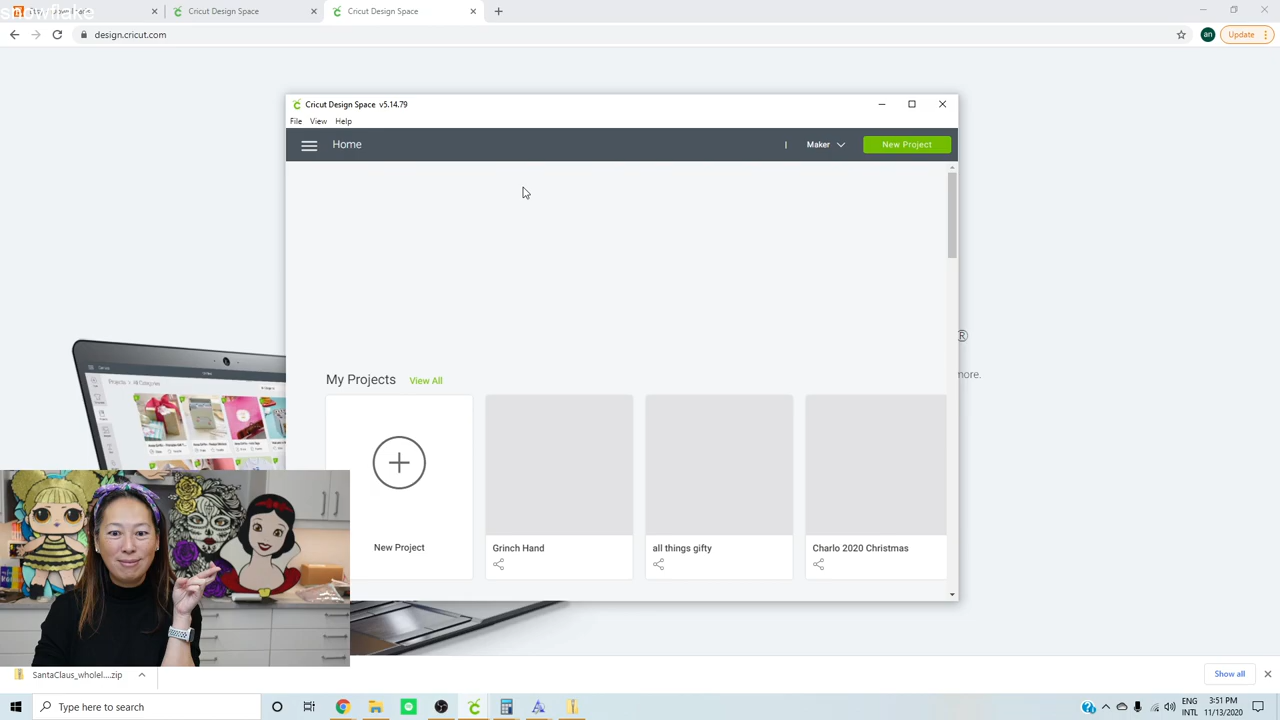 snowflake
Cricut Design Space
Cricut Design Space
design.cricut.com
an
Update
Cricut Design Space v5.14.79
File View Help
Home
Maker
New Project
®
more.
My Projects View All
New Project
Grinch Hand
all things gifty
Charlo 2020 Christmas
SantaClaus_wholel....zip
Show all
Type here to search
ENG
INTL
3:51 PM
11/13/2020